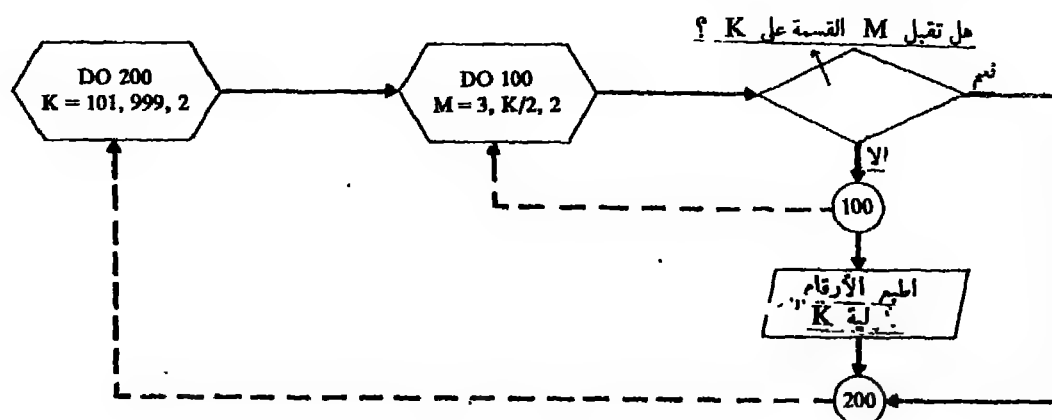 هل تقبل M القسمة على K ؟
DO 200
K = 101, 999, 2
DO 100
M = 3, K/2, 2
نعم
الا
100
اطبع الأرقام
K
200